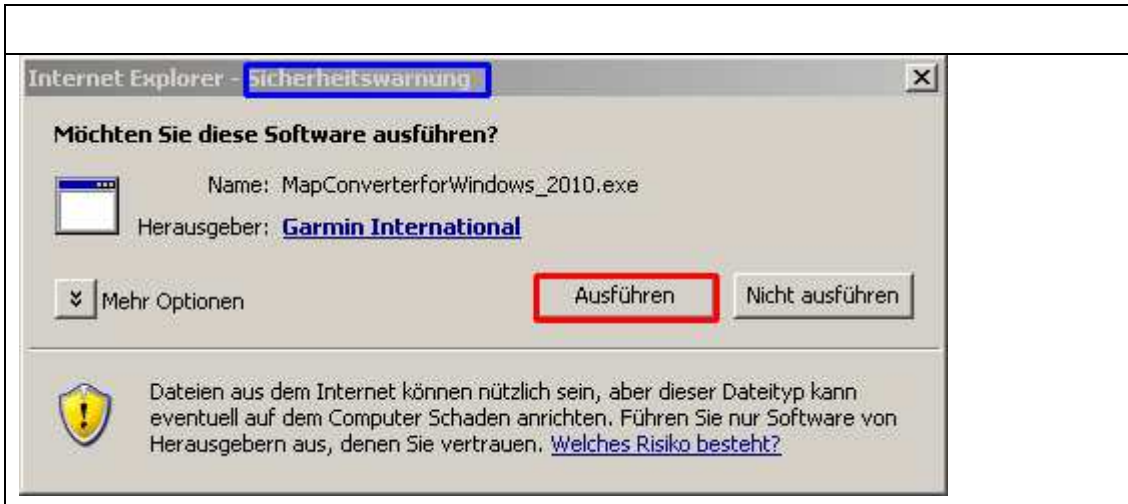 Internet Explorer - Sicherheitswarnung
Möchten Sie diese Software ausführen?
Name: MapConverterforWindows_2010.exe
Herausgeber: Garmin International
Mehr Optionen
Ausführen
Nicht ausführen
Dateien aus dem Internet können nützlich sein, aber dieser Dateityp kann
eventuell auf dem Computer Schaden anrichten. Führen Sie nur Software von
Herausgebern aus, denen Sie vertrauen. Welches Risiko besteht?